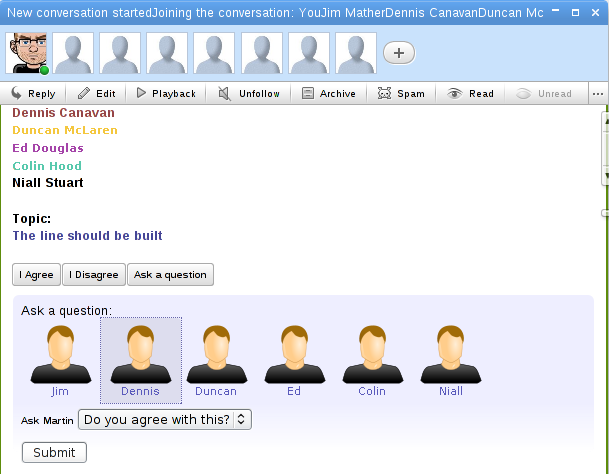 New conversation startedJoining the conversation: YouJim MatherDennis CanavanDuncan Mc
Reply Edit Playback Unfollow Archive Spam Read Unread ...
Dennis Canavan
Duncan McLaren
Ed Douglas
Colin Hood
Niall Stuart
Topic:
The line should be built
I Agree I Disagree Ask a question
Ask a question:
Jim Dennis Duncan Ed Colin Niall
Ask Martin Do you agree with this?
Submit